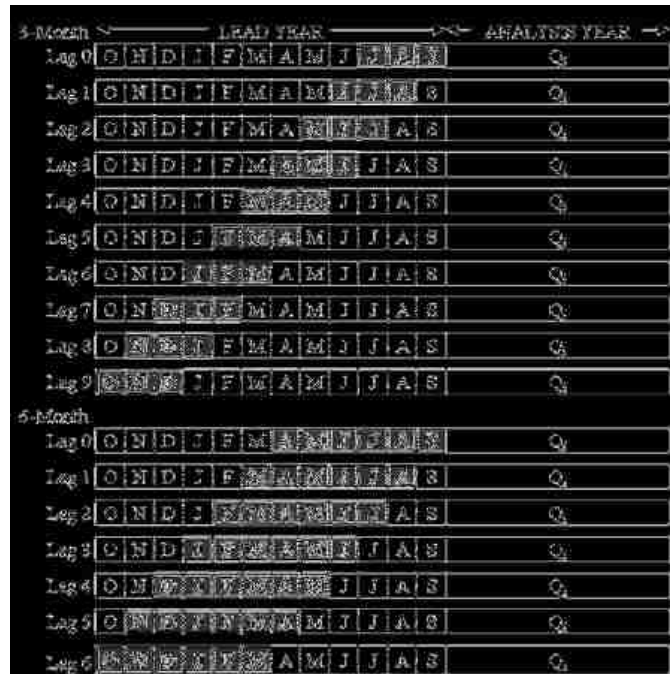 3-Month LEAD YEAR ANALYSIS YEAR
Lag 0 O N D J F M A M J J A S Q
Lag 1 O N D J F M A M J J A S Q
Lag 2 O N D J F M A M J J A S Q
Lag 3 O N D J F M A M J J A S Q
Lag 4 O N D J F M A M J J A S Q
Lag 5 O N D J F M A M J J A S Q
Lag 6 O N D J F M A M J J A S Q
Lag 7 O N D J F M A M J J A S Q
Lag 8 O N D J F M A M J J A S Q
Lag 9 O N D J F M A M J J A S Q
6-Month
Lag 0 O N D J F M A M J J A S Q
Lag 1 O N D J F M A M J J A S Q
Lag 2 O N D J F M A M J J A S Q
Lag 3 O N D J F M A M J J A S Q
Lag 4 O N D J F M A M J J A S Q
Lag 5 O N D J F M A M J J A S Q
Lag 6 O N D J F M A M J J A S Q